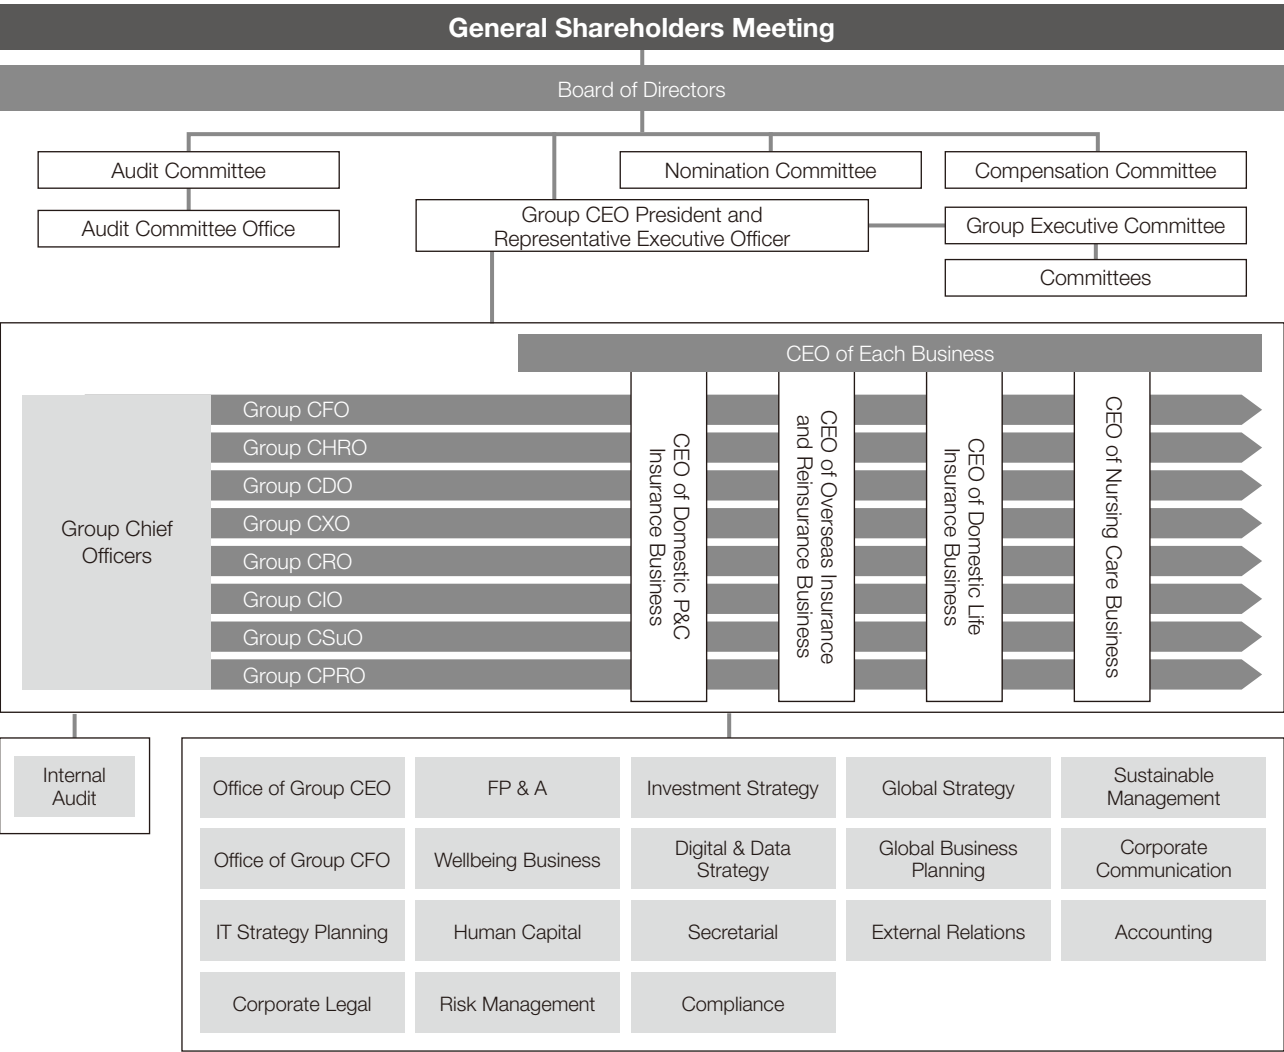 General Shareholders Meeting
Board of Directors
Audit Committee
Nomination Committee
Compensation Committee
Audit Committee Office
Group CEO President and
Representative Executive Officer
Group Executive Committee
Committees
CEO of Each Business
Group Chief
Officers
Group CFO
Group CHRO
Group CDO
Group CXO
Group CRO
Group CIO
Group CSuO
Group CPRO
CEO of Domestic P&C
Insurance Business
CEO of Overseas Insurance
and Reinsurance Business
CEO of Domestic Life
Insurance Business
CEO of Nursing Care Business
Internal
Audit
Office of Group CEO
FP & A
Investment Strategy
Global Strategy
Sustainable
Management
Office of Group CFO
Wellbeing Business
Digital & Data
Strategy
Global Business
Planning
Corporate
Communication
IT Strategy Planning
Human Capital
Secretarial
External Relations
Accounting
Corporate Legal
Risk Management
Compliance